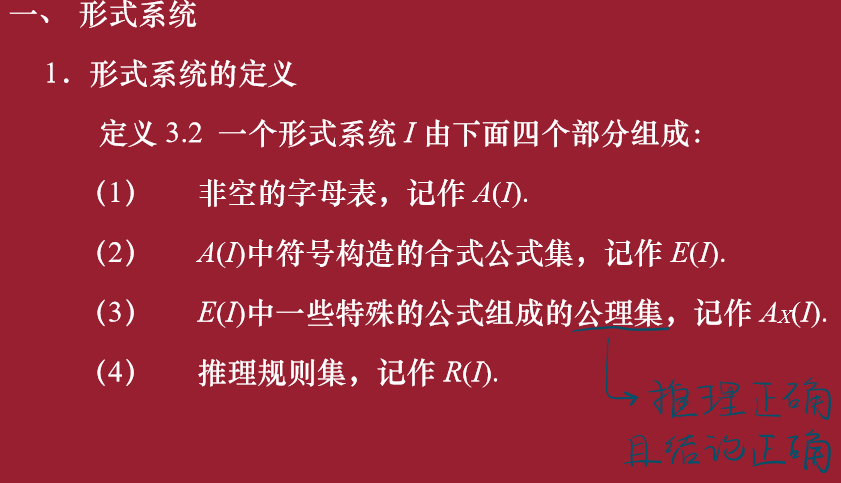 一、 形式系统
1．形式系统的定义
定义 3.2 一个形式系统 I 由下面四个部分组成：
（1） 非空的字母表，记作 A(I).
（2） A(I)中符号构造的合式公式集，记作 E(I).
（3） E(I)中一些特殊的公式组成的公理集，记作 AX(I).
（4） 推理规则集，记作 R(I).
推理正确
且结论正确